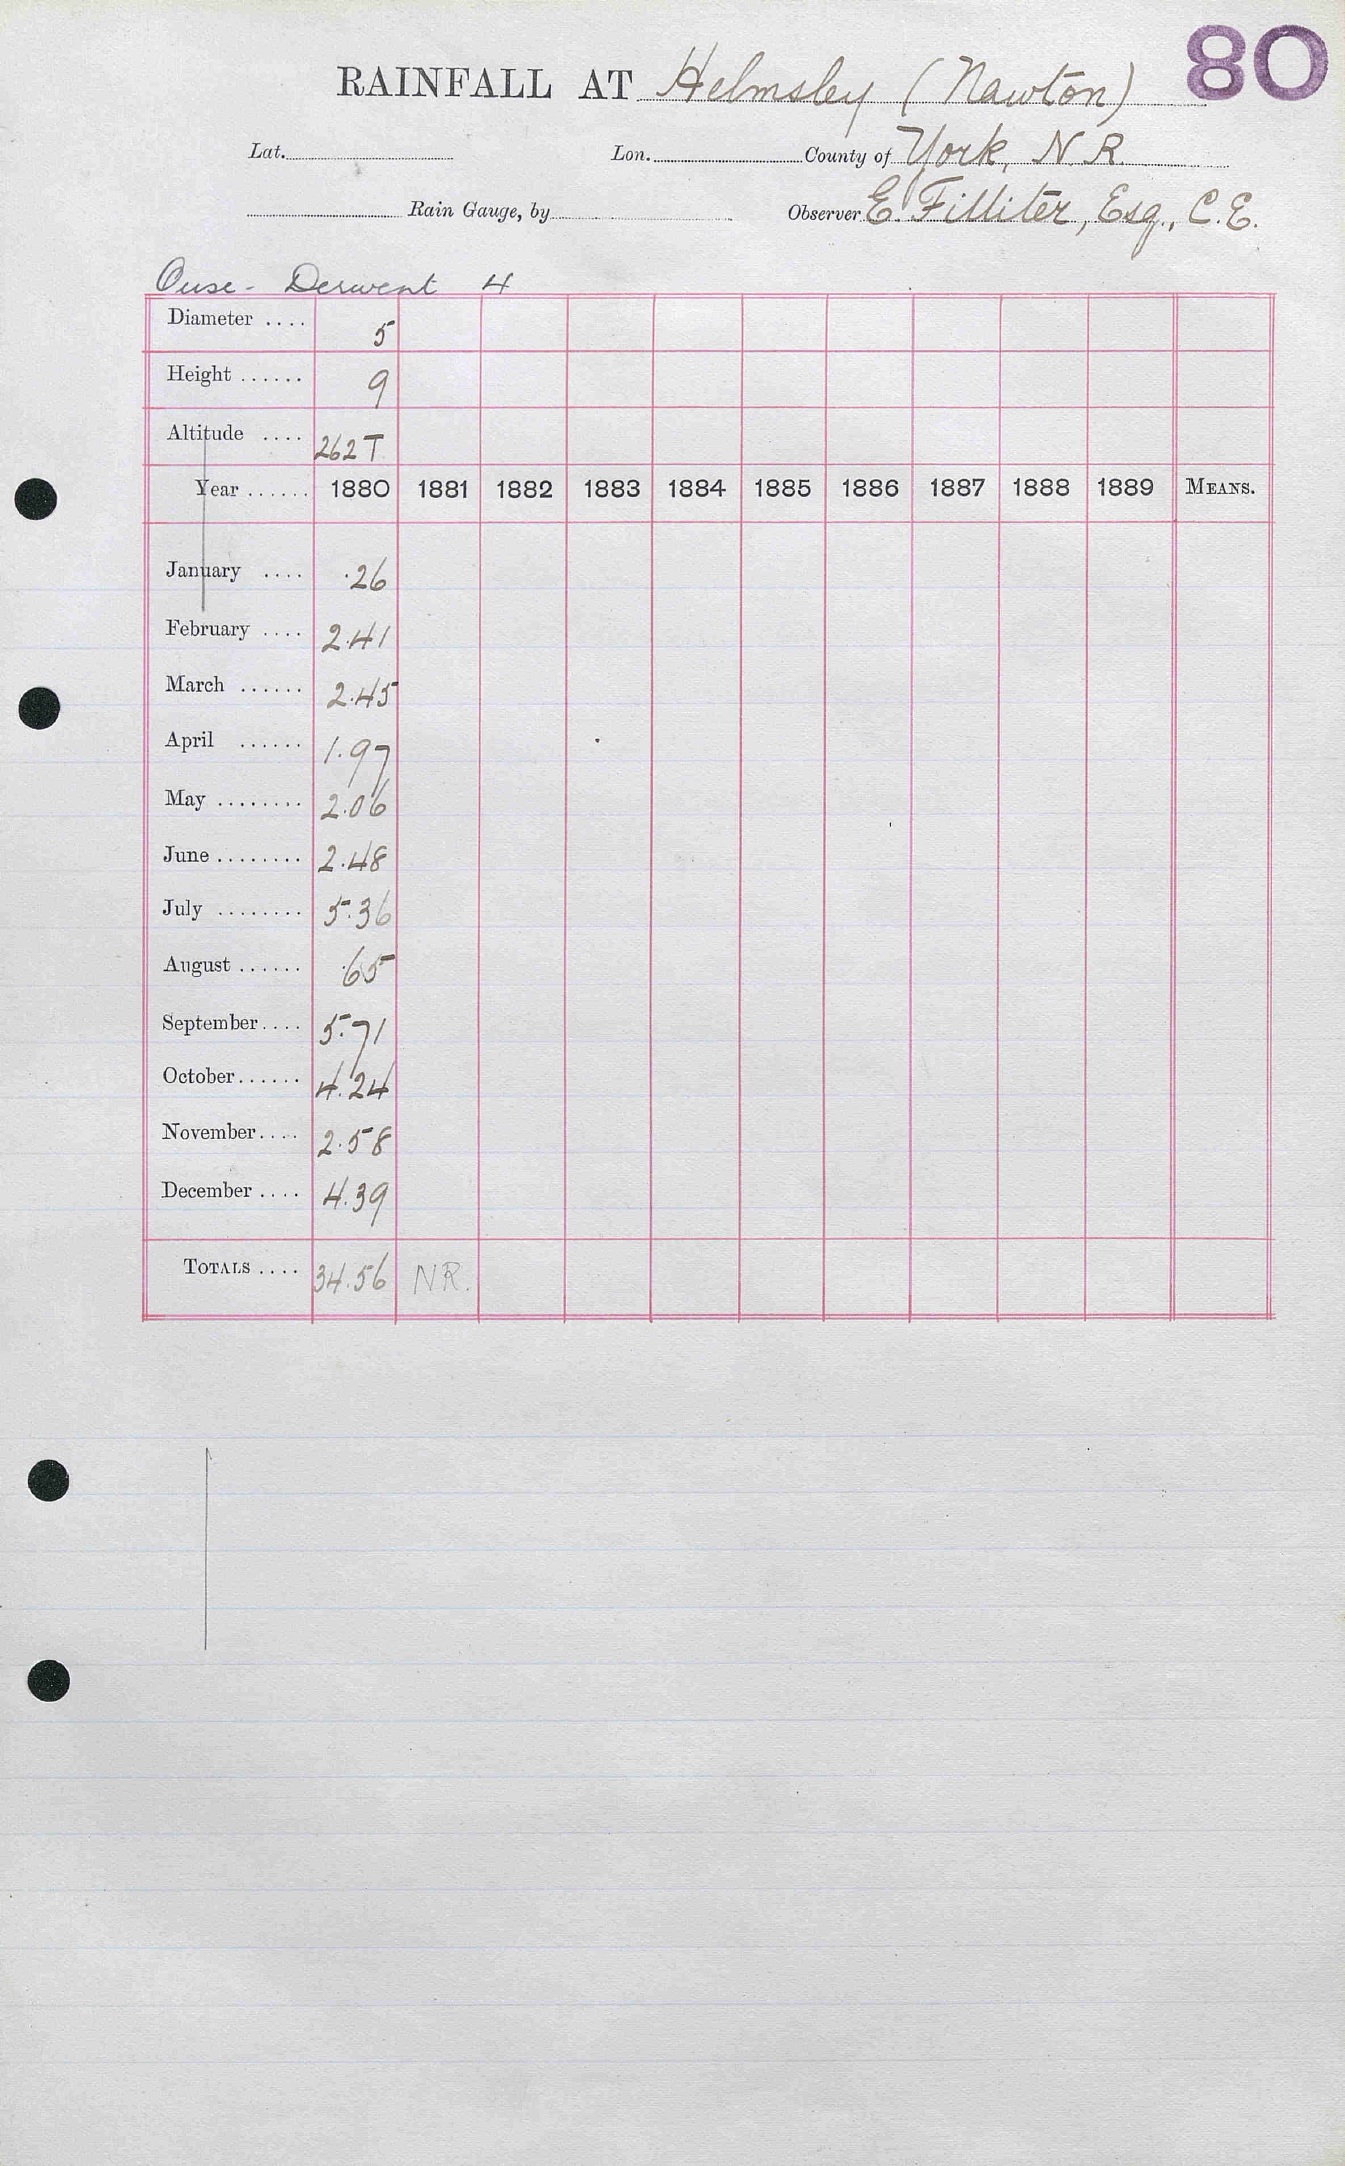 80
RAINFALL AT Helmsley (Nawton)
Lat. Lon. County of York, N.R.
Rain Gauge, by Observer E. Filliter, Esq., C.E.
Ouse - Derwent 4
Diameter .... 5
Height ...... 9
Altitude .... 262 T
Year ...... 1880 1881 1882 1883 1884 1885 1886 1887 1888 1889 MEANS.
January .... .26
February .... 2.41
March ...... 2.45
April ...... 1.97
May ........ 2.06
June ........ 2.48
July ........ 5.36
August ...... .65
September .... 5.71
October ...... 4.24
November .... 2.58
December .... 4.39
TOTALS .... 34.56 NR.